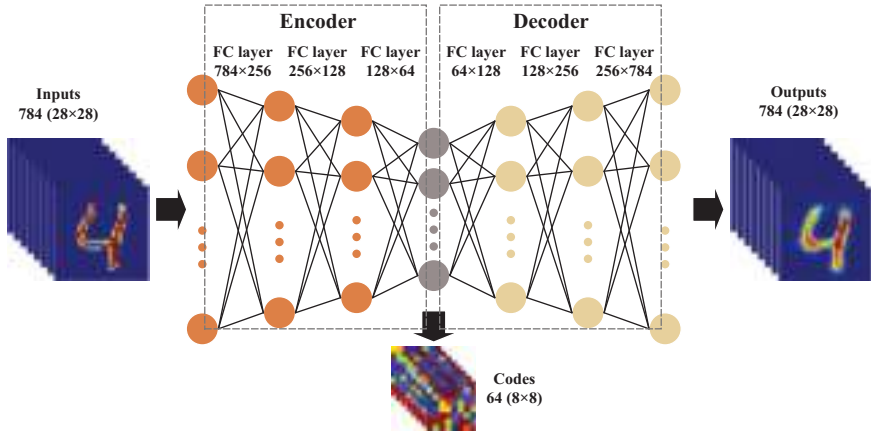 Encoder
Decoder
FC layer
784×256
FC layer
256×128
FC layer
128×64
FC layer
64×128
FC layer
128×256
FC layer
256×784
Inputs
784 (28×28)
Outputs
784 (28×28)
Codes
64 (8×8)